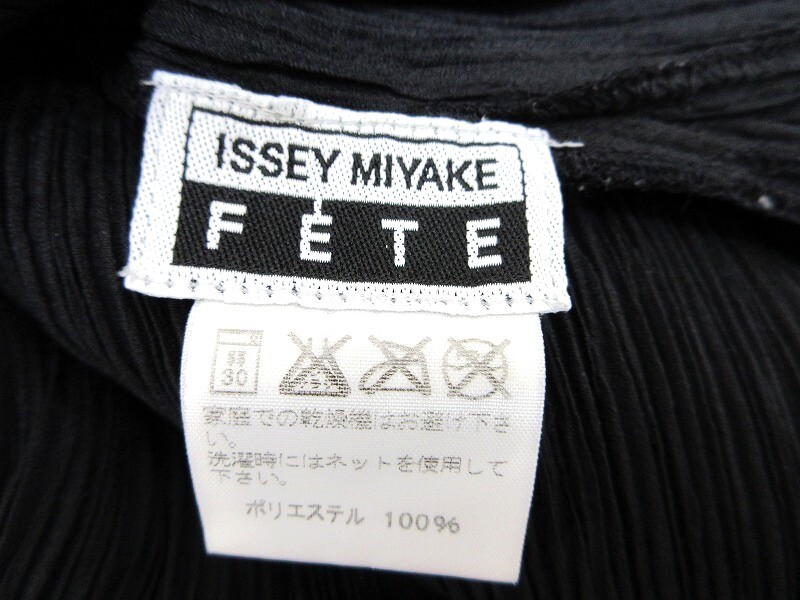 ISSEY MIYAKE
FÊTE
弱
30
家庭での乾燥機はお避け下さ
い。
洗濯時にはネットを使用して
下さい。
ポリエステル 100%